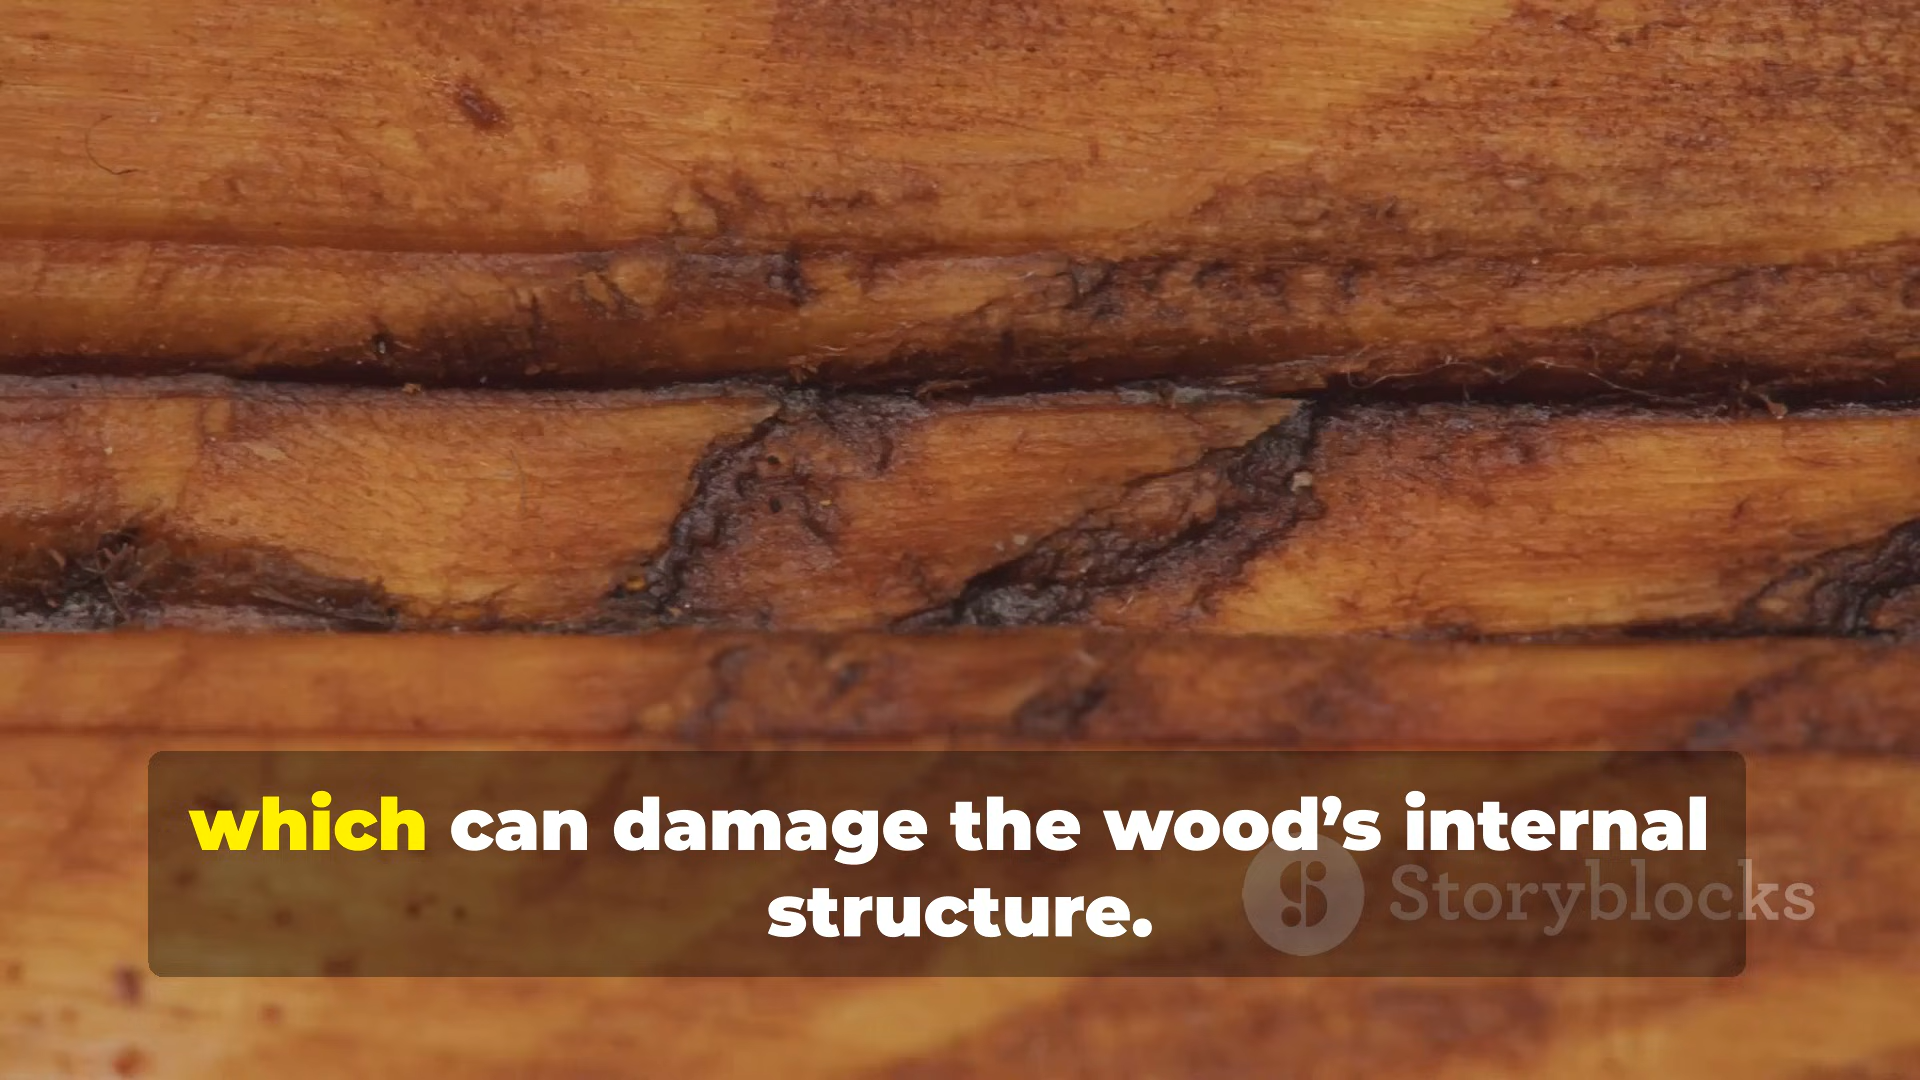 which can damage the wood’s internal
structure.
Storyblocks